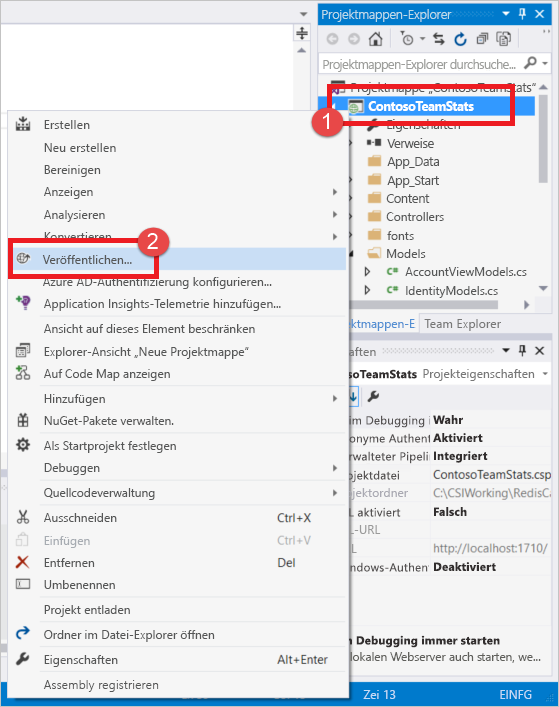 Projektmappen-Explorer
Projektmappen-Explorer durchsuche...
Projektmappe „ContosoTeamStats“
ContosoTeamStats
1
Eigenschaften
Verweise
App_Data
App_Start
Content
Controllers
fonts
Models
C# AccountViewModels.cs
C# IdentityModels.cs
ktmappen-E
Team Explorer
Erstellen
Neu erstellen
Bereinigen
Anzeigen
Analysieren
Konvertieren
2
Veröffentlichen...
Azure AD-Authentifizierung konfigurieren...
Application Insights-Telemetrie hinzufügen...
Ansicht auf dieses Element beschränken
Explorer-Ansicht „Neue Projektmappe“
Auf Code Map anzeigen
Hinzufügen
NuGet-Pakete verwalten.
Als Startprojekt festlegen
Debuggen
Quellcodeverwaltung
Ausschneiden Ctrl+X
Einfügen Ctrl+V
Entfernen Del
Umbenennen
Projekt entladen
Ordner im Datei-Explorer öffnen
Eigenschaften Alt+Enter
Assembly registrieren
aften
soTeamStats Projekteigenschaften
im Debugging i Wahr
onyme Authent Aktiviert
rwalteter Pipelin Integriert
ojektdatei ContosoTeamStats.csp
ojektordner C:\CSIWorking\RedisCa
L aktiviert Falsch
L-URL
L http://localhost:1710/
ndows-Authent Deaktiviert
n Debugging immer starten
lokalen Webserver auch starten, we...
Zei 13
EINFG